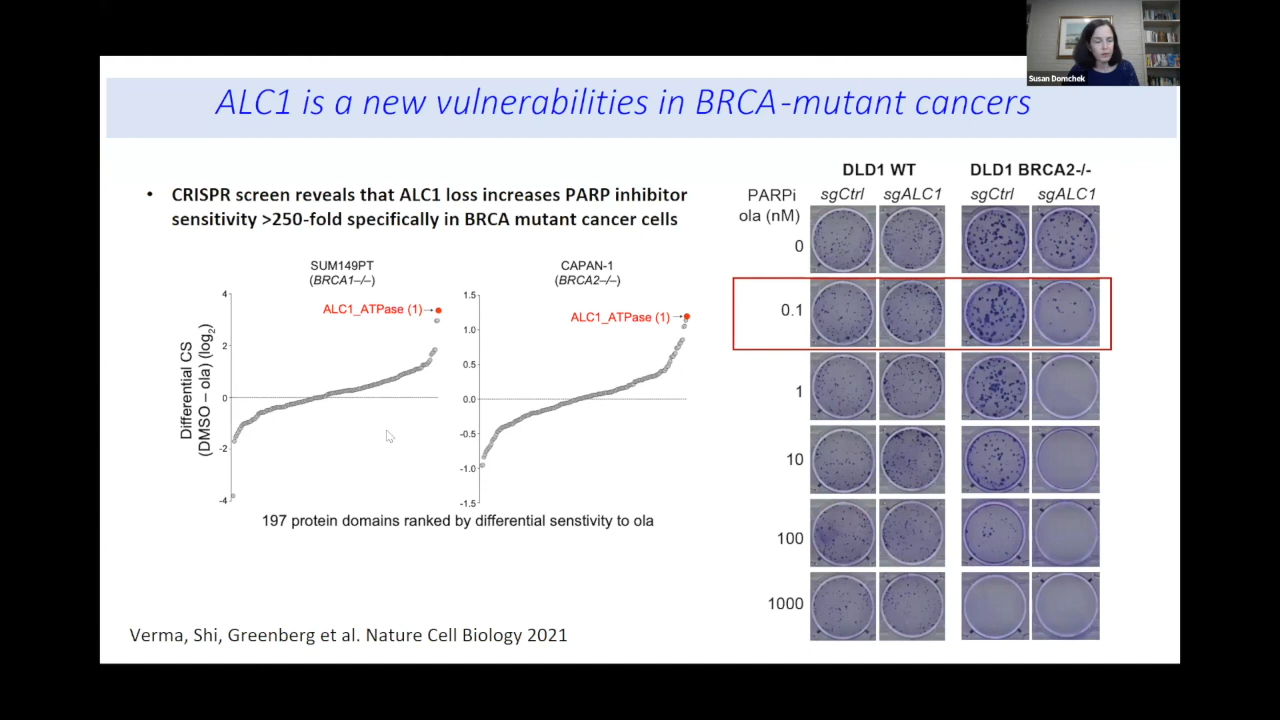 Susan Domchek
ALC1 is a new vulnerabilities in BRCA-mutant cancers
• CRISPR screen reveals that ALC1 loss increases PARP inhibitor
sensitivity >250-fold specifically in BRCA mutant cancer cells
SUM149PT
(BRCA1–/–)
ALC1_ATPase (1)
4
2
0
-2
-4
Differential CS
(DMSO – ola) (log2)
CAPAN-1
(BRCA2–/–)
ALC1_ATPase (1)
1.5
1.0
0.5
0.0
-0.5
-1.0
-1.5
197 protein domains ranked by differential senstivity to ola
DLD1 WT DLD1 BRCA2-/-
PARPi sgCtrl sgALC1 sgCtrl sgALC1
ola (nM)
0
0.1
1
10
100
1000
Verma, Shi, Greenberg et al. Nature Cell Biology 2021